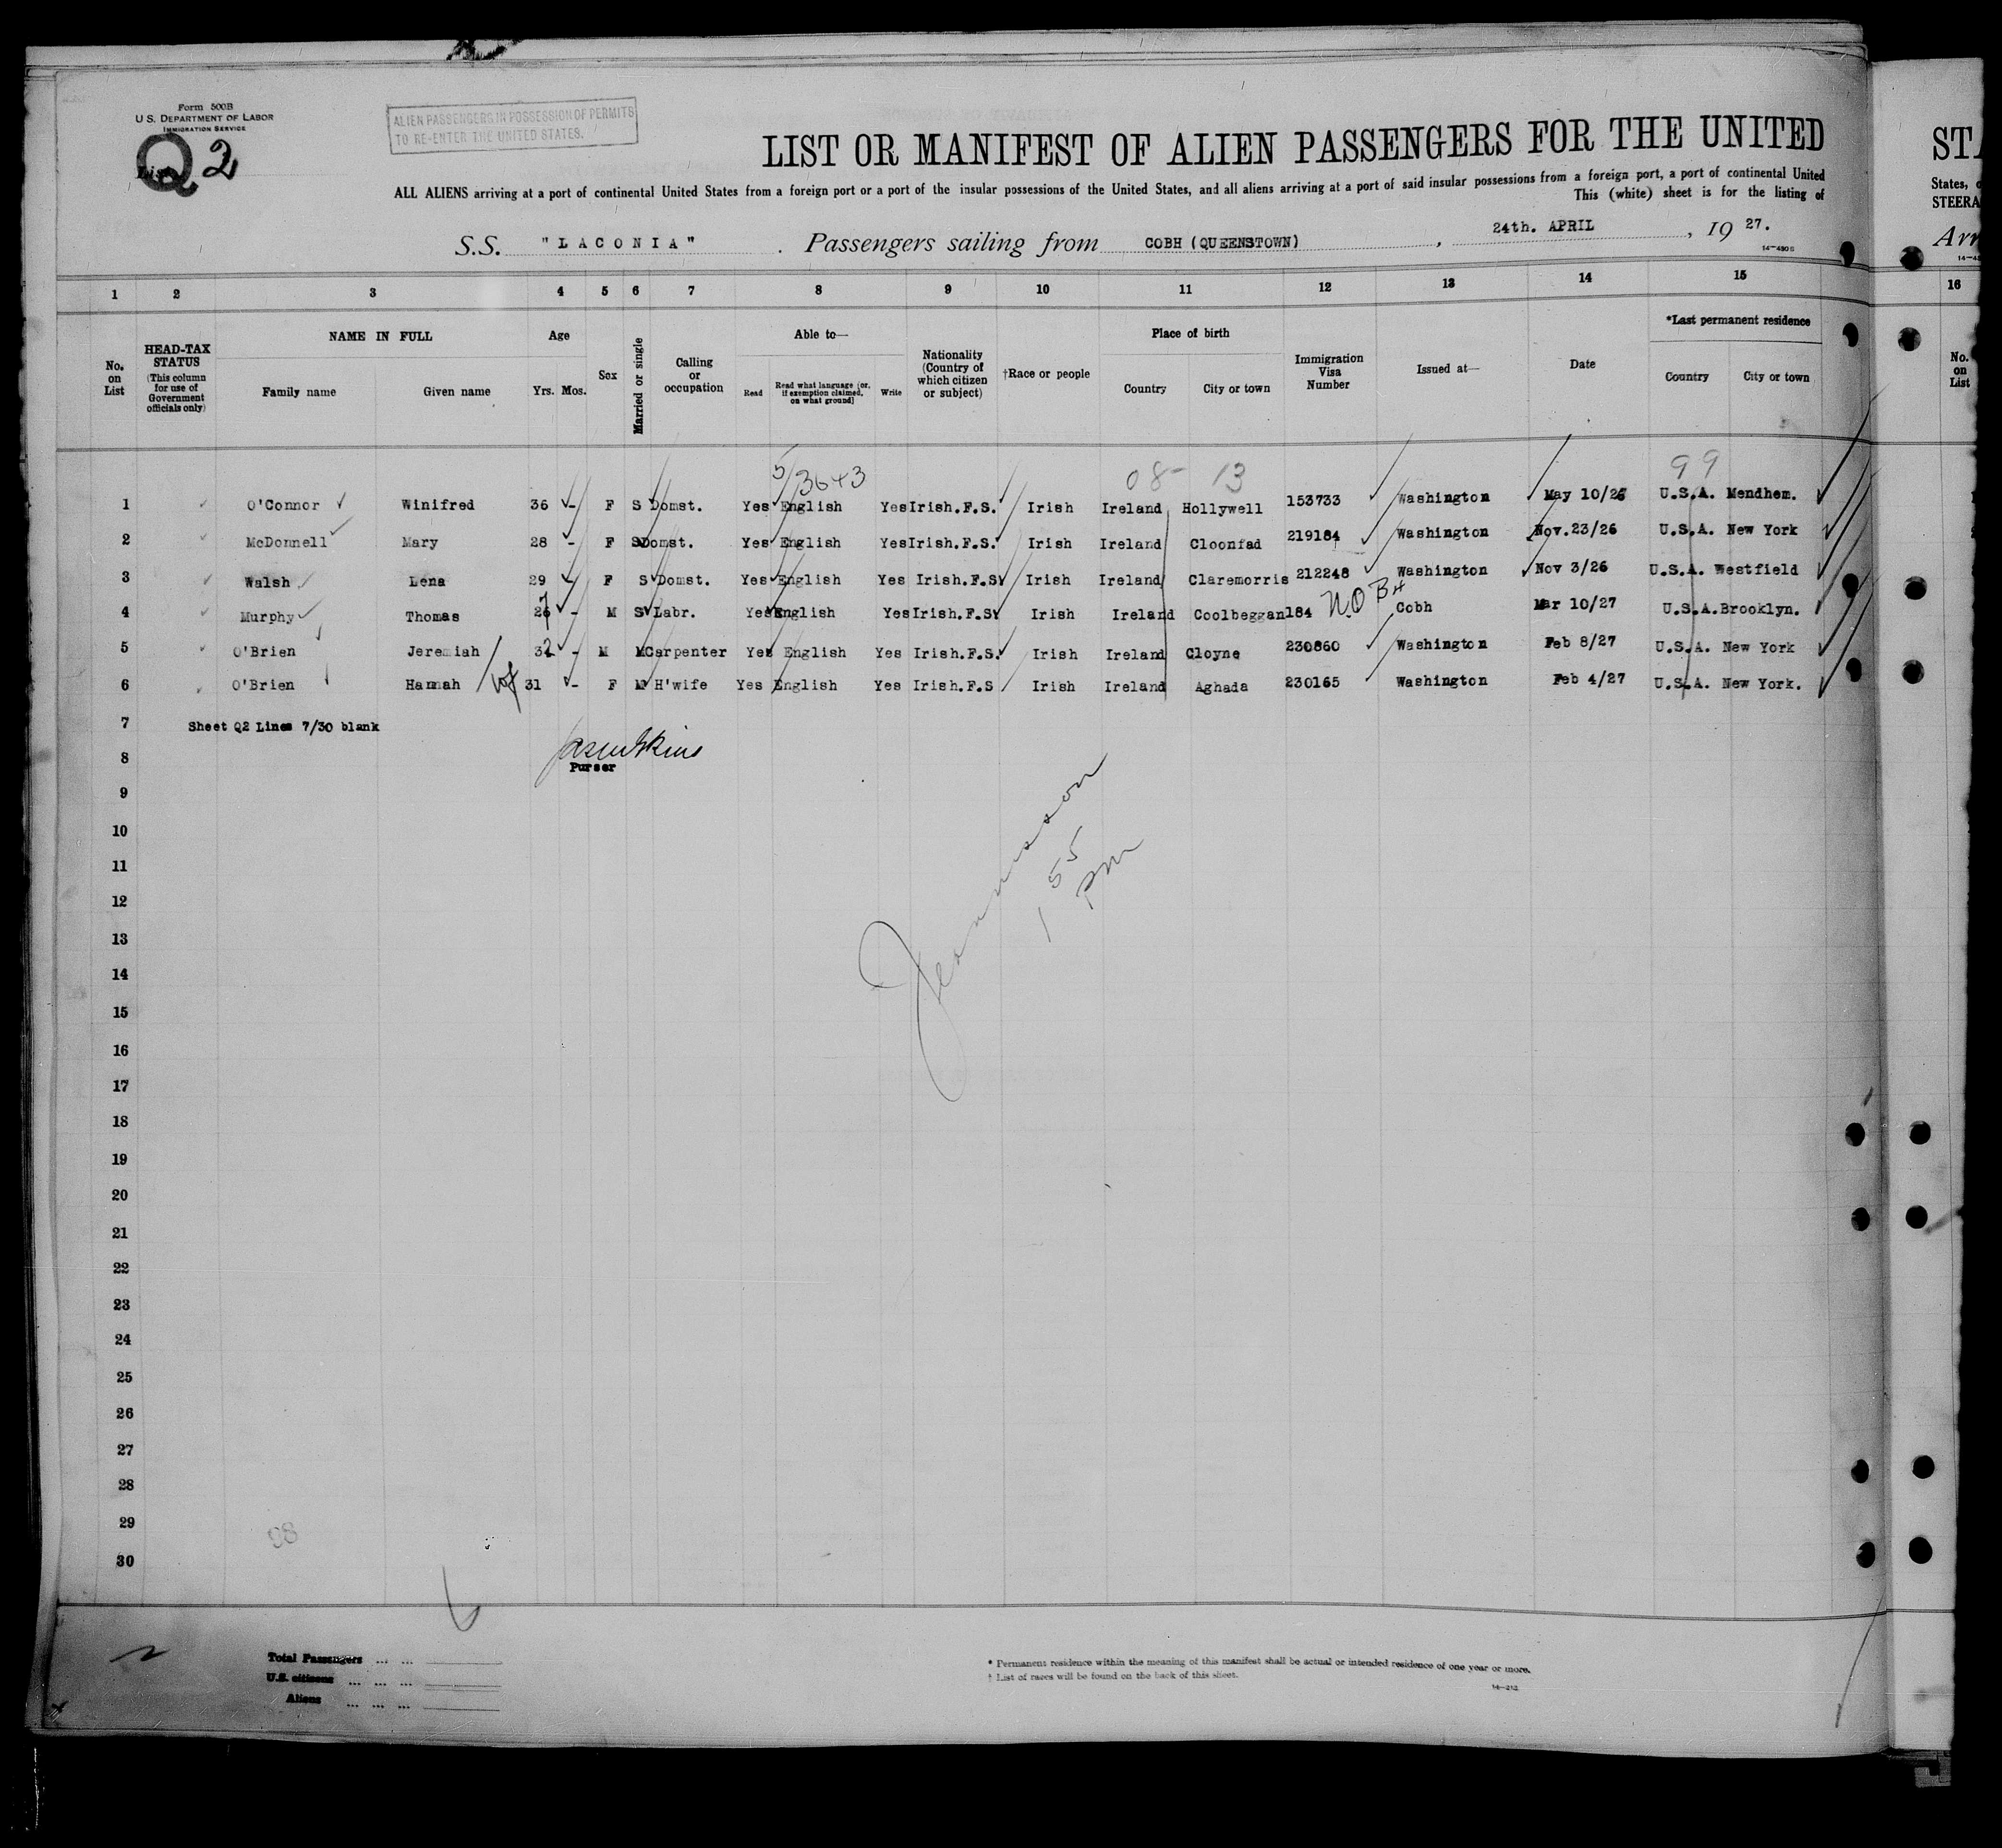 Form 500B
U.S. DEPARTMENT OF LABOR
IMMIGRATION SERVICE
List Q2
ALIEN PASSENGERS IN POSSESSION OF PERMITS
TO RE-ENTER THE UNITED STATES.
LIST OR MANIFEST OF ALIEN PASSENGERS FOR THE UNITED
ALL ALIENS arriving at a port of continental United States from a foreign port or a port of the insular possessions of the United States, and all aliens arriving at a port of said insular possessions from a foreign port, a port of continental United
This (white) sheet is for the listing of
S.S. "LACONIA" . Passengers sailing from COBH (QUEENSTOWN) , 24th. APRIL , 19 27.
1 2 3 4 5 6 7 8 9 10 11 12 13 14 15
No. on List
HEAD-TAX STATUS (This column for use of Government officials only)
NAME IN FULL
Family name Given name
Age
Yrs. Mos.
Sex
Married or single
Calling or occupation
Able to—
Read Read what language [or, if exemption claimed, on what ground] Write
Nationality (Country of which citizen or subject)
†Race or people
Place of birth
Country City or town
Immigration Visa Number
Issued at—
Date
*Last permanent residence
Country City or town
5/3643 08- 13 99
1 O'Connor Winifred 36 - F S Domst. Yes English Yes Irish.F.S. Irish Ireland Hollywell 153733 Washington May 10/26 U.S.A. Mendhem.
2 McDonnell Mary 28 - F S Domst. Yes English Yes Irish.F.S. Irish Ireland Cloonfad 219184 Washington Nov.23/26 U.S.A. New York
3 Walsh Lena 29 - F S Domst. Yes English Yes Irish.F.S. Irish Ireland Claremorris 212248 Washington Nov 3/26 U.S.A. Westfield
4 Murphy Thomas 26 7 - M S Labr. Yes English Yes Irish.F.S. Irish Ireland Coolbeggan 184 NO Cobh Mar 10/27 U.S.A. Brooklyn.
5 O'Brien Jeremiah 32 - M M Carpenter Yes English Yes Irish.F.S. Irish Ireland Cloyne 230860 Washington Feb 8/27 U.S.A. New York
6 O'Brien Hannah wf 31 - F M H'wife Yes English Yes Irish.F.S Irish Ireland Aghada 230165 Washington Feb 4/27 U.S.A. New York.
7 Sheet Q2 Lines 7/30 blank
8 Purser
9
10
11
12
13
14
15
16
17
18
19
20
21
22
23
24
25
26
27
28
29
30
1 55
pm
Total Passengers ... ...
U.S. citizens ... ... ...
Aliens ... ... ...
* Permanent residence within the meaning of this manifest shall be actual or intended residence of one year or more.
† List of races will be found on the back of this sheet.
States,
STEERA
16
No. on List